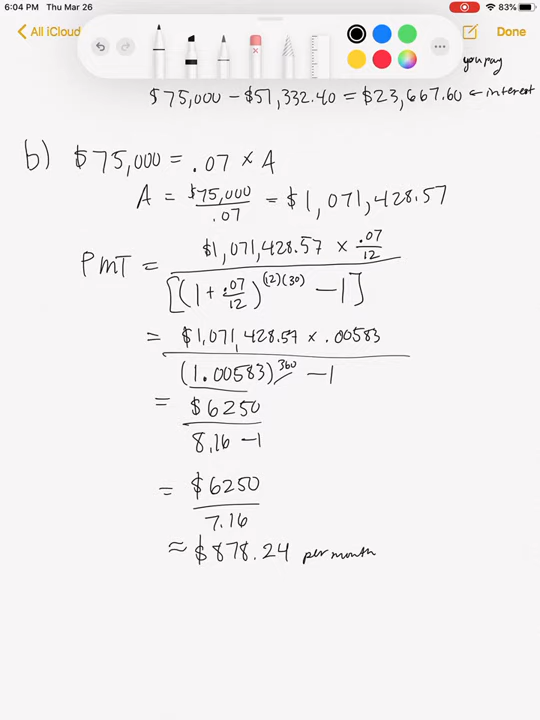 6:04 PM Thu Mar 26 83%
All iCloud Done
you pay
$75,000 - $51,332.40 = $23,667.60 ← interest
b) $75,000 = .07 × A
A = $75,000 / .07 = $1,071,428.57
PMT = $1,071,428.57 × .07/12 / [(1 + .07/12)^(12)(30) - 1]
= $1,071,428.57 × .00583 / (1.00583)^360 - 1
= $6250 / 8.16 - 1
= $6250 / 7.16
≈ $878.24 per month